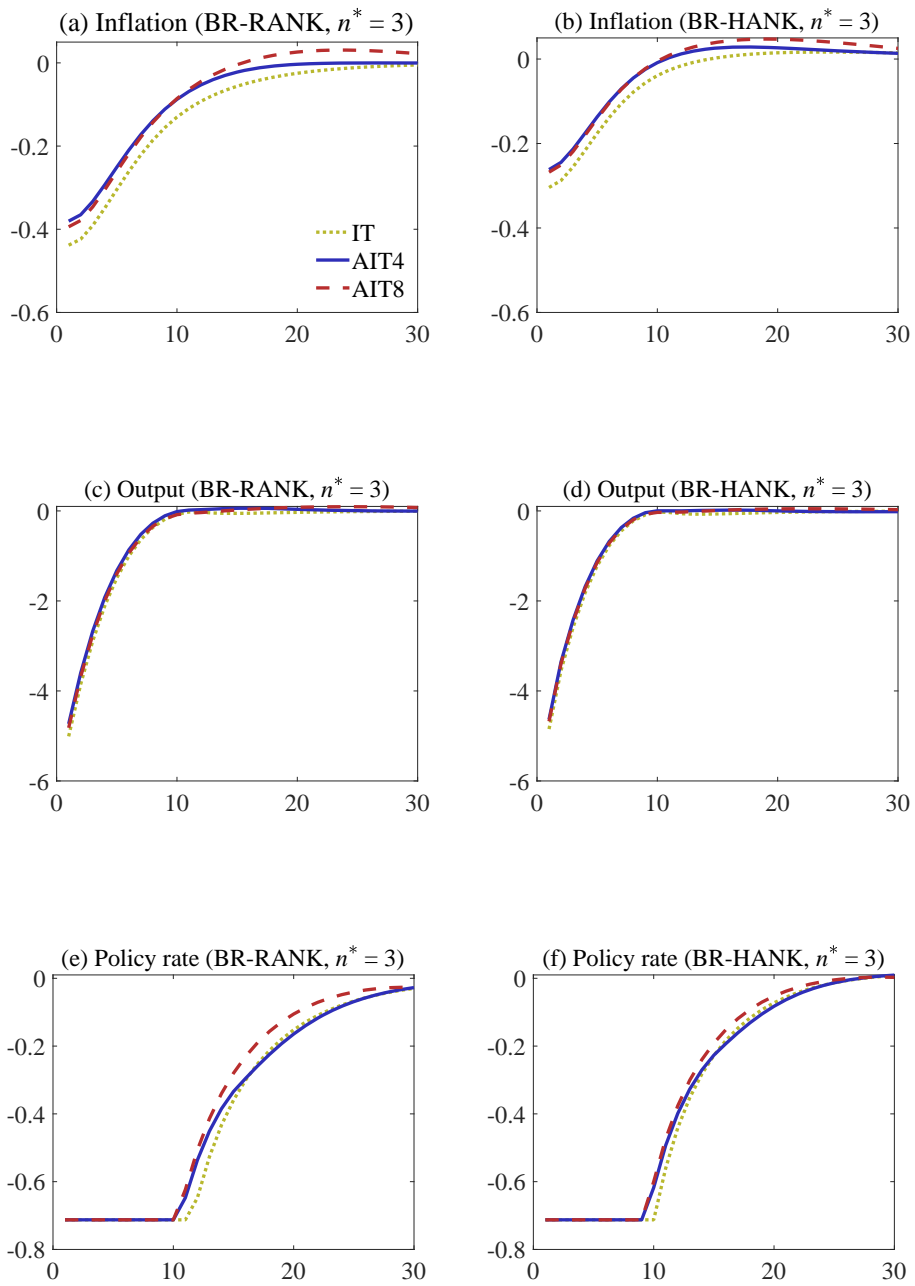 (a) Inflation (BR-RANK, n* = 3)
0
-0.2
-0.4
-0.6
0 10 20 30
IT
AIT4
AIT8
(b) Inflation (BR-HANK, n* = 3)
0
-0.2
-0.4
-0.6
0 10 20 30
(c) Output (BR-RANK, n* = 3)
0
-2
-4
-6
0 10 20 30
(d) Output (BR-HANK, n* = 3)
0
-2
-4
-6
0 10 20 30
(e) Policy rate (BR-RANK, n* = 3)
0
-0.2
-0.4
-0.6
-0.8
0 10 20 30
(f) Policy rate (BR-HANK, n* = 3)
0
-0.2
-0.4
-0.6
-0.8
0 10 20 30